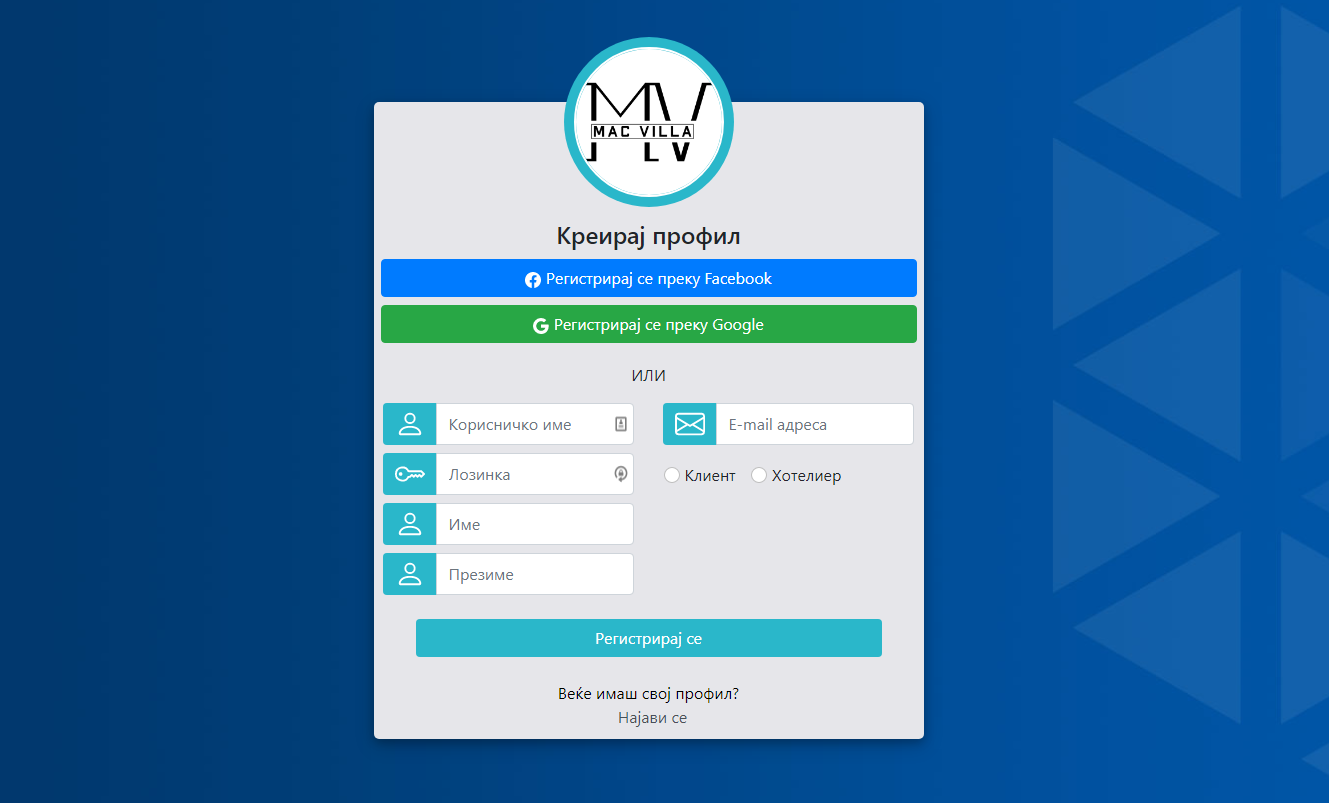 MV
MAC VILLA
Креирај профил
Регистрирај се преку Facebook
Регистрирај се преку Google
ИЛИ
Корисничко име
E-mail адреса
Лозинка
Клиент Хотелиер
Име
Презиме
Регистрирај се
Веќе имаш свој профил?
Најави се